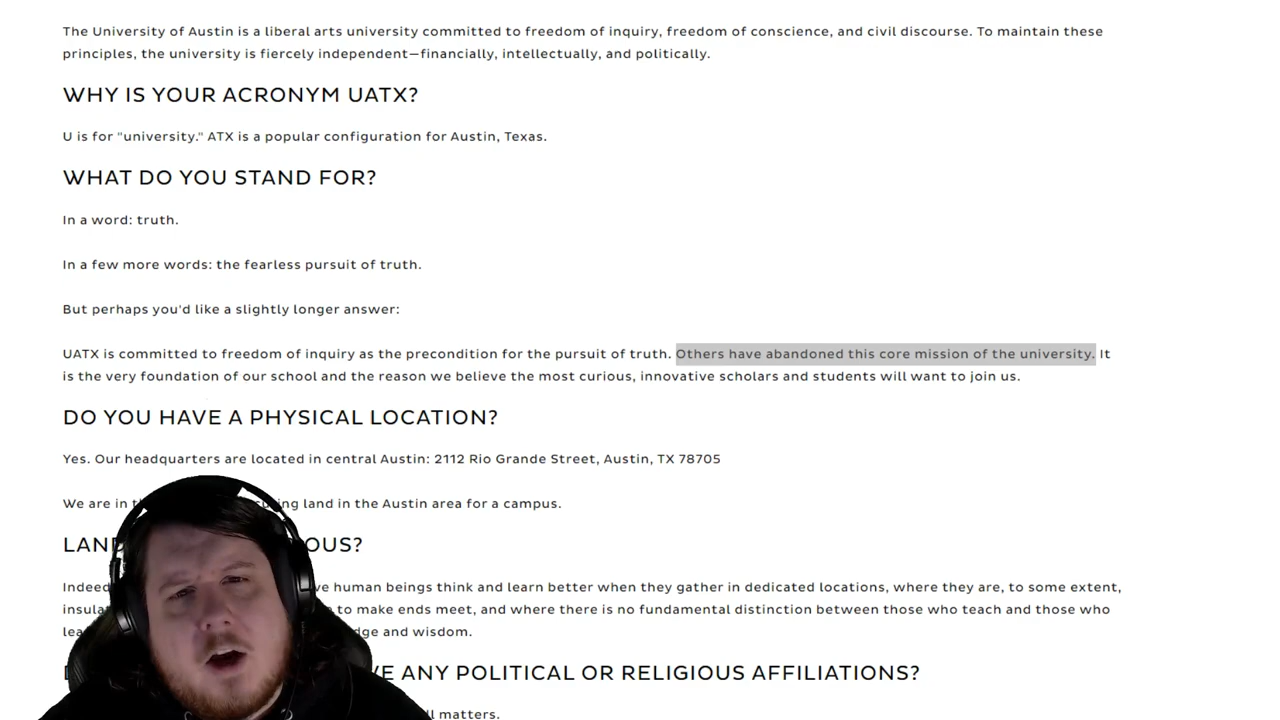 The University of Austin is a liberal arts university committed to freedom of inquiry, freedom of conscience, and civil discourse. To maintain these
principles, the university is fiercely independent—financially, intellectually, and politically.
WHY IS YOUR ACRONYM UATX?
U is for "university." ATX is a popular configuration for Austin, Texas.
WHAT DO YOU STAND FOR?
In a word: truth.
In a few more words: the fearless pursuit of truth.
But perhaps you'd like a slightly longer answer:
UATX is committed to freedom of inquiry as the precondition for the pursuit of truth. Others have abandoned this core mission of the university. It
is the very foundation of our school and the reason we believe the most curious, innovative scholars and students will want to join us.
DO YOU HAVE A PHYSICAL LOCATION?
Yes. Our headquarters are located in central Austin: 2112 Rio Grande Street, Austin, TX 78705
We are in land in the Austin area for a campus.
LAND
Indeed human beings think and learn better when they gather in dedicated locations, where they are, to some extent,
to make ends meet, and where there is no fundamental distinction between those who teach and those who
and wisdom.
ANY POLITICAL OR RELIGIOUS AFFILIATIONS?
matters.